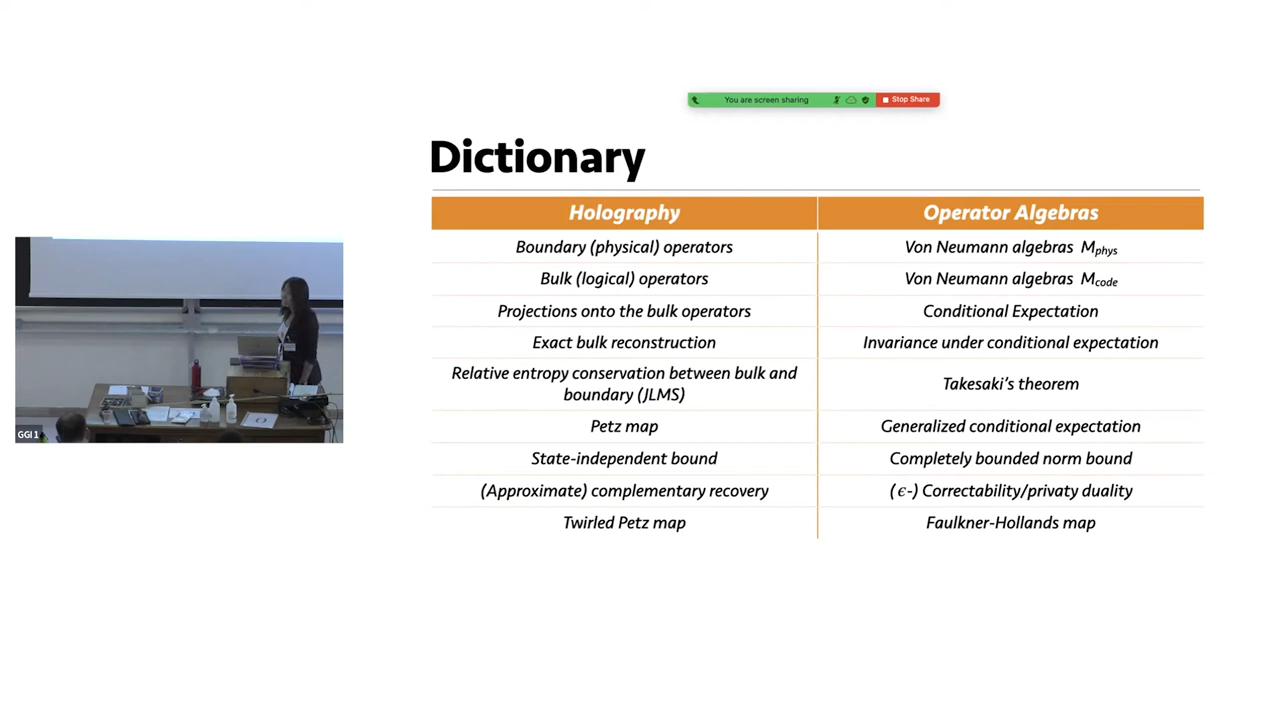 You are screen sharing
Stop Share
Dictionary
Holography Operator Algebras
Boundary (physical) operators Von Neumann algebras Mphys
Bulk (logical) operators Von Neumann algebras Mcode
Projections onto the bulk operators Conditional Expectation
Exact bulk reconstruction Invariance under conditional expectation
Relative entropy conservation between bulk and
boundary (JLMS) Takesaki's theorem
Petz map Generalized conditional expectation
State-independent bound Completely bounded norm bound
(Approximate) complementary recovery (ϵ-) Correctability/privaty duality
Twirled Petz map Faulkner-Hollands map
GGI 1